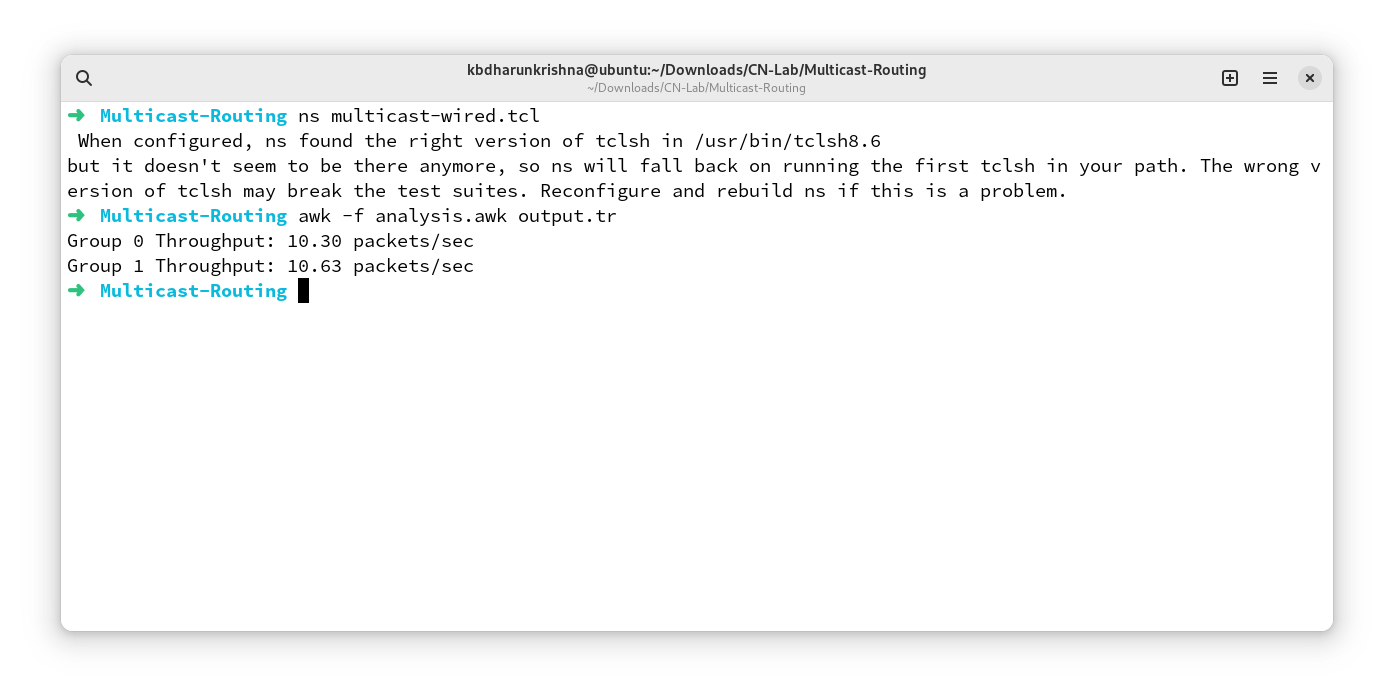 kbdharunkrishna@ubuntu:~/Downloads/CN-Lab/Multicast-Routing
~/Downloads/CN-Lab/Multicast-Routing
➜ Multicast-Routing ns multicast-wired.tcl
When configured, ns found the right version of tclsh in /usr/bin/tclsh8.6
but it doesn't seem to be there anymore, so ns will fall back on running the first tclsh in your path. The wrong v
ersion of tclsh may break the test suites. Reconfigure and rebuild ns if this is a problem.
➜ Multicast-Routing awk -f analysis.awk output.tr
Group 0 Throughput: 10.30 packets/sec
Group 1 Throughput: 10.63 packets/sec
➜ Multicast-Routing